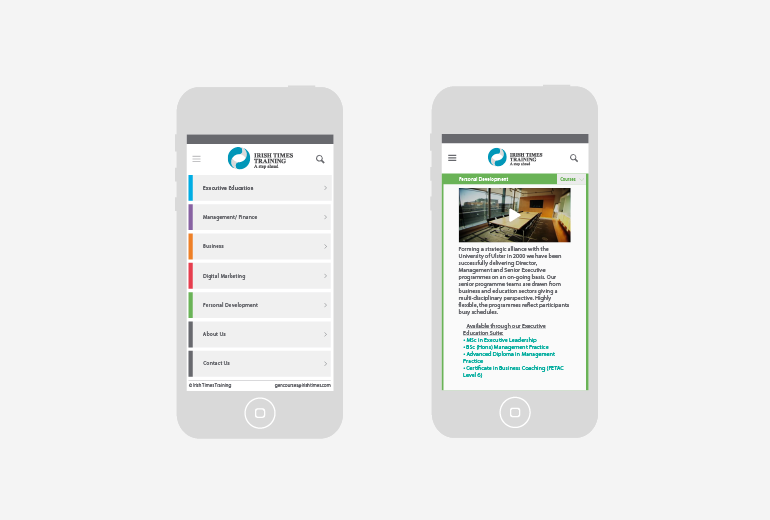 IRISH TIMES
TRAINING
A step ahead
Executive Education
Management/ Finance
Business
Digital Marketing
Personal Development
About Us
Contact Us
© Irish Times Training
gencourses@irishtimes.com
IRISH TIMES
TRAINING
A step ahead
Personal Development
Courses
Forming a strategic alliance with the
University of Ulster in 2000 we have been
successfully delivering Director,
Management and Senior Executive
programmes on an on-going basis. Our
senior programme teams are drawn from
business and education sectors giving a
multi-disciplinary perspective. Highly
flexible, the programmes reflect participants
busy schedules.
Available through our Executive
Education Suite:
• MSc in Executive Leadership
• BSc (Hons) Management Practice
• Advanced Diploma in Management
Practice
• Certificate in Business Coaching (FETAC
Level 6)